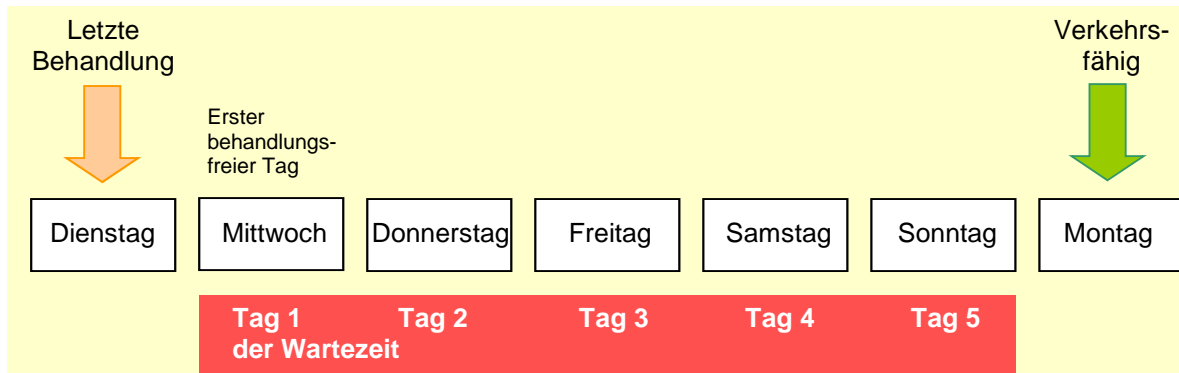 Letzte
Behandlung
Verkehrs-
fähig
Erster
behandlungs-
freier Tag
Dienstag
Mittwoch
Donnerstag
Freitag
Samstag
Sonntag
Montag
Tag 1
der Wartezeit
Tag 2
Tag 3
Tag 4
Tag 5